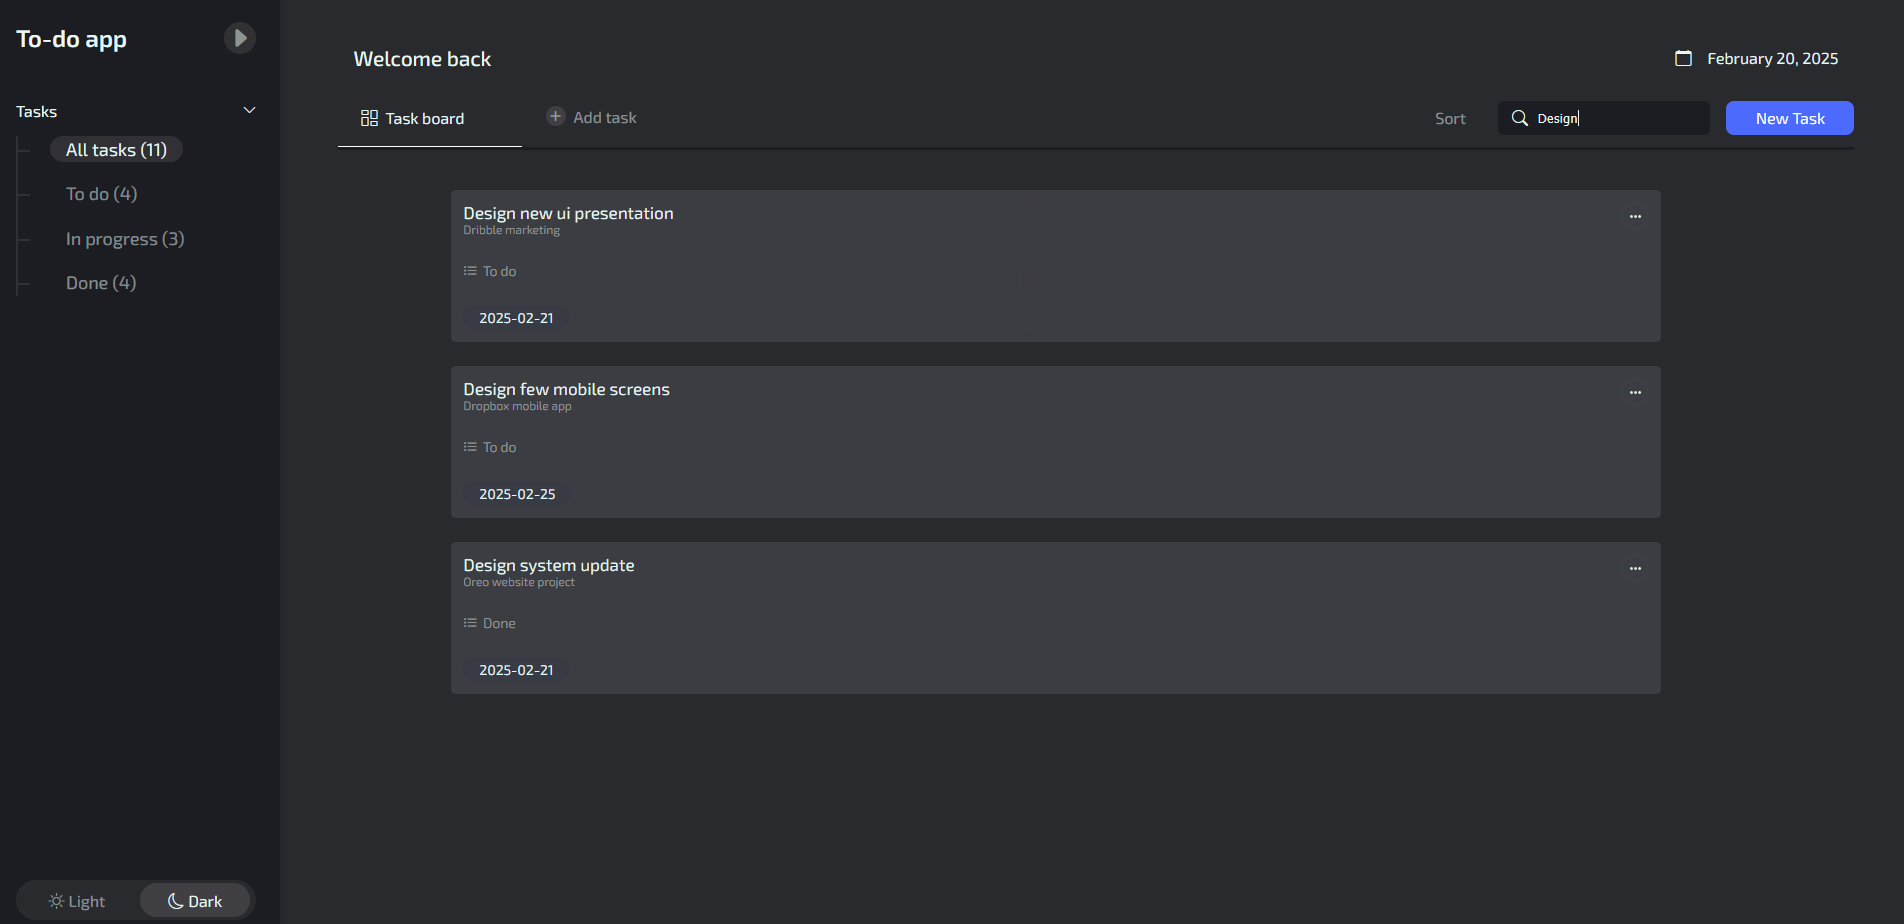 To-do app
Tasks
All tasks (11)
To do (4)
In progress (3)
Done (4)
Light
Dark
Welcome back
February 20, 2025
Task board
Add task
Sort
Design
New Task
Design new ui presentation
Dribble marketing
To do
2025-02-21
Design few mobile screens
Dropbox mobile app
To do
2025-02-25
Design system update
Oreo website project
Done
2025-02-21